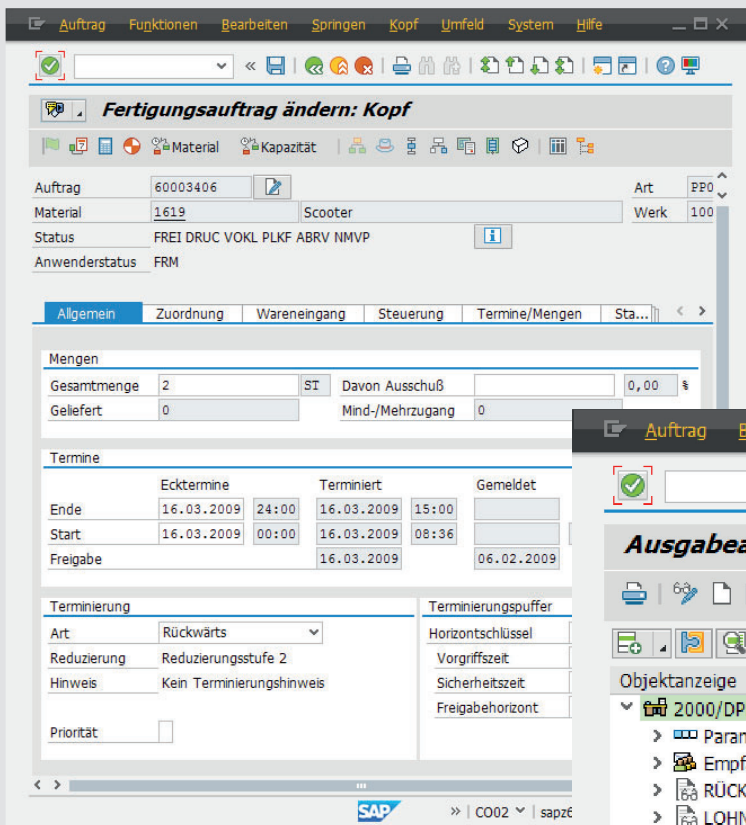 Auftrag Funktionen Bearbeiten Springen Kopf Umfeld System Hilfe
Fertigungsauftrag ändern: Kopf
Material Kapazität
Auftrag 60003406 Art PP0
Material 1619 Scooter Werk 100
Status FREI DRUC VOKL PLKF ABRV NMVP
Anwenderstatus FRM
Allgemein Zuordnung Wareneingang Steuerung Termine/Mengen Sta...
Mengen
Gesamtmenge 2 ST Davon Ausschuß 0,00 %
Geliefert 0 Mind-/Mehrzugang 0
Termine
Ecktermine Terminiert Gemeldet
Ende 16.03.2009 24:00 16.03.2009 15:00
Start 16.03.2009 00:00 16.03.2009 08:36
Freigabe 16.03.2009 06.02.2009
Terminierung Terminierungspuffer
Art Rückwärts Horizontschlüssel
Reduzierung Reduzierungsstufe 2 Vorgriffszeit
Hinweis Kein Terminierungshinweis Sicherheitszeit
Freigabehorizont
Priorität
SAP » CO02 sapz6
Auftrag B
Ausgabea
Objektanzeige
2000/DP
Param
Empf
RÜCK
LOHN